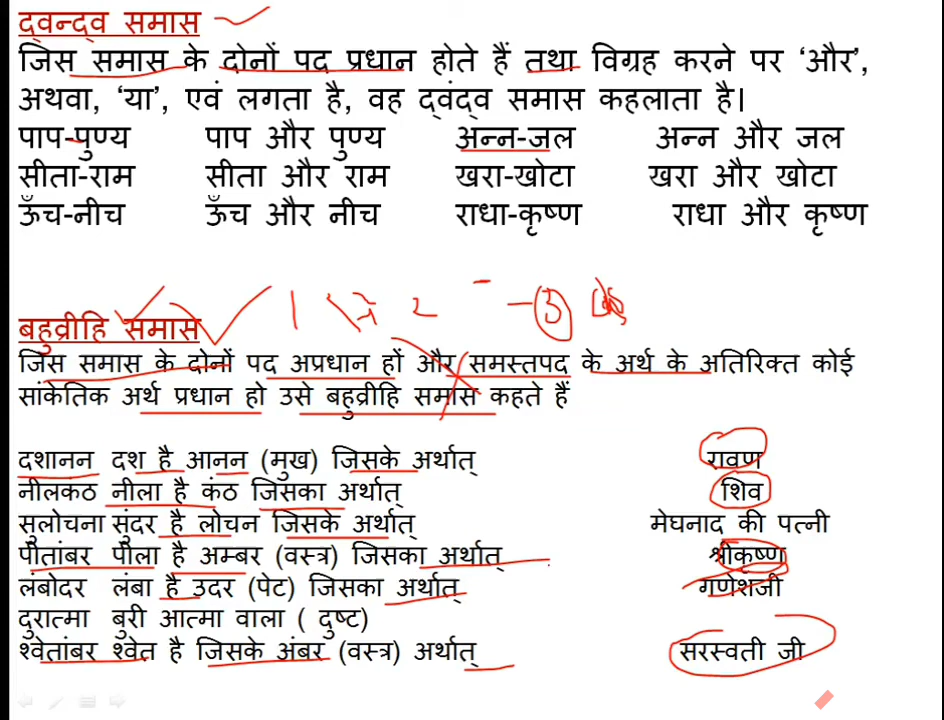 द्वन्द्व समास
जिस समास के दोनों पद प्रधान होते हैं तथा विग्रह करने पर ‘और’,
अथवा, ‘या’, एवं लगता है, वह द्वंद्व समास कहलाता है।
पाप-पुण्य पाप और पुण्य अन्न-जल अन्न और जल
सीता-राम सीता और राम खरा-खोटा खरा और खोटा
ऊँच-नीच ऊँच और नीच राधा-कृष्ण राधा और कृष्ण
1 2 - - 3
बहुव्रीहि समास
जिस समास के दोनों पद अप्रधान हों और समस्तपद के अर्थ के अतिरिक्त कोई
सांकेतिक अर्थ प्रधान हो उसे बहुव्रीहि समास कहते हैं
दशानन दश है आनन (मुख) जिसके अर्थात् रावण
नीलकठ नीला है कंठ जिसका अर्थात् शिव
सुलोचना सुंदर है लोचन जिसके अर्थात् मेघनाद की पत्नी
पीतांबर पीला है अम्बर (वस्त्र) जिसका अर्थात् श्रीकृष्ण
लंबोदर लंबा है उदर (पेट) जिसका अर्थात् गणेशजी
दुरात्मा बुरी आत्मा वाला ( दुष्ट)
श्वेतांबर श्वेत है जिसके अंबर (वस्त्र) अर्थात् सरस्वती जी